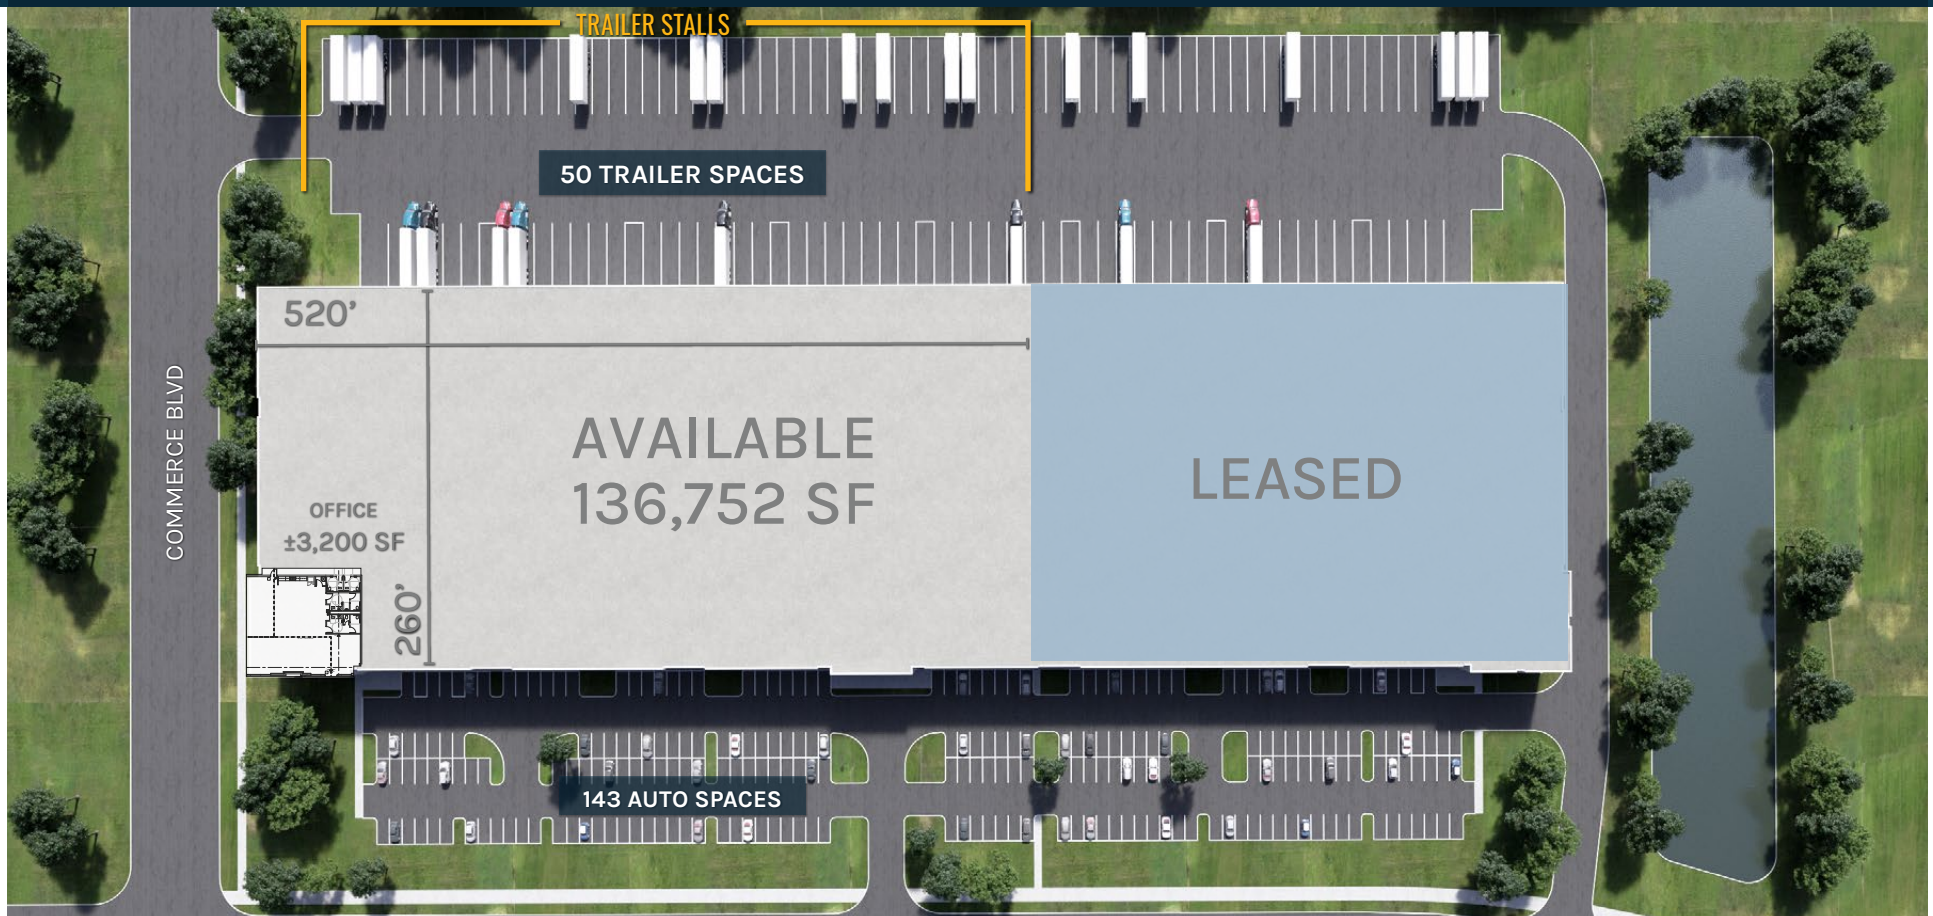 TRAILER STALLS
50 TRAILER SPACES
520’
AVAILABLE
136,752 SF
LEASED
COMMERCE BLVD
OFFICE
±3,200 SF
260’
143 AUTO SPACES